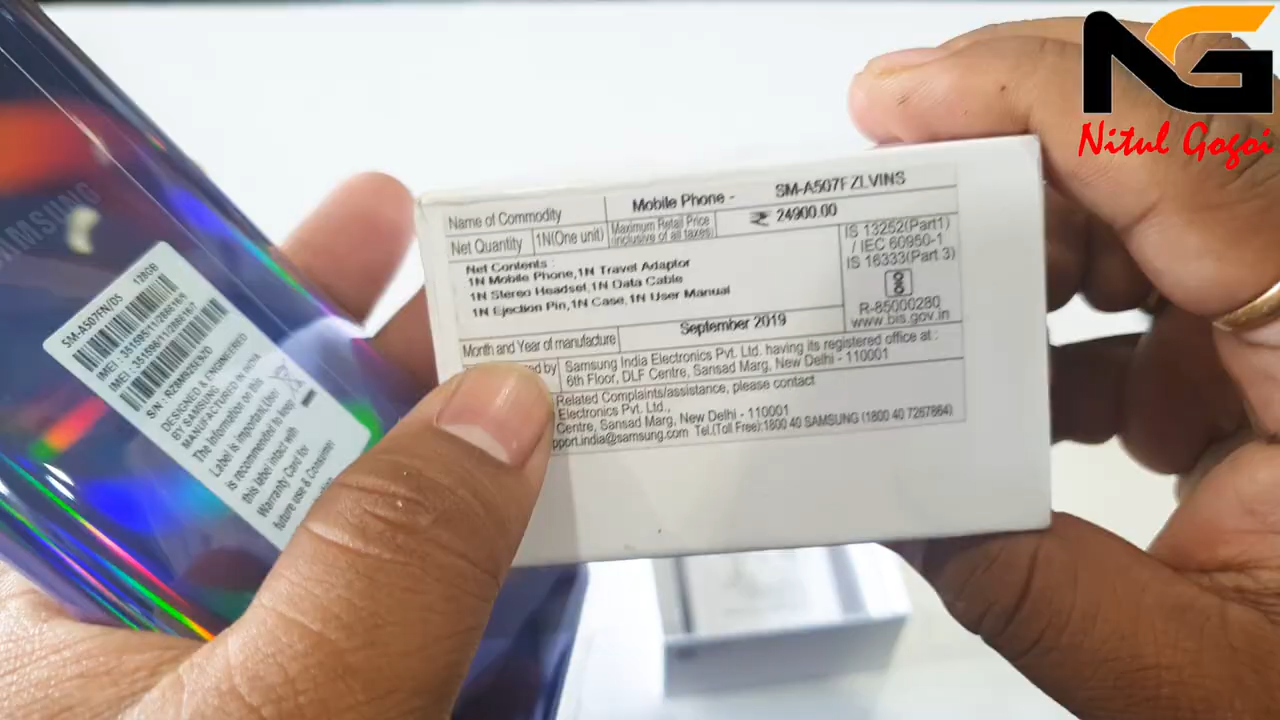 NG
Nitul Gogoi
SAMSUNG
SM-A507FN/DS 128GB
DESIGNED & ENGINEERED
BY SAMSUNG
MANUFACTURED IN INDIA
The Information on this
Label is important.User
is recommended to keep
this label intact with
Warranty Card for
future use & Consumer
Name of Commodity Mobile Phone - SM-A507FZLVINS
Net Quantity 1N(One unit) Maximum Retail Price (inclusive of all taxes) ₹ 24900.00
Net Contents :
1N Mobile Phone,1N Travel Adaptor
1N Stereo Headset,1N Data Cable
1N Ejection Pin,1N Case,1N User Manual
IS 13252(Part1)
/ IEC 60950-1
IS 16333(Part 3)
R-85000280
www.bis.gov.in
Month and Year of manufacture September 2019
by Samsung India Electronics Pvt. Ltd. having its registered office at :
6th Floor, DLF Centre, Sansad Marg, New Delhi - 110001
Related Complaints/assistance, please contact
Electronics Pvt. Ltd.,
Centre, Sansad Marg, New Delhi - 110001
pport.india@samsung.com Tel.(Toll Free):1800 40 SAMSUNG (1800 40 7267864)